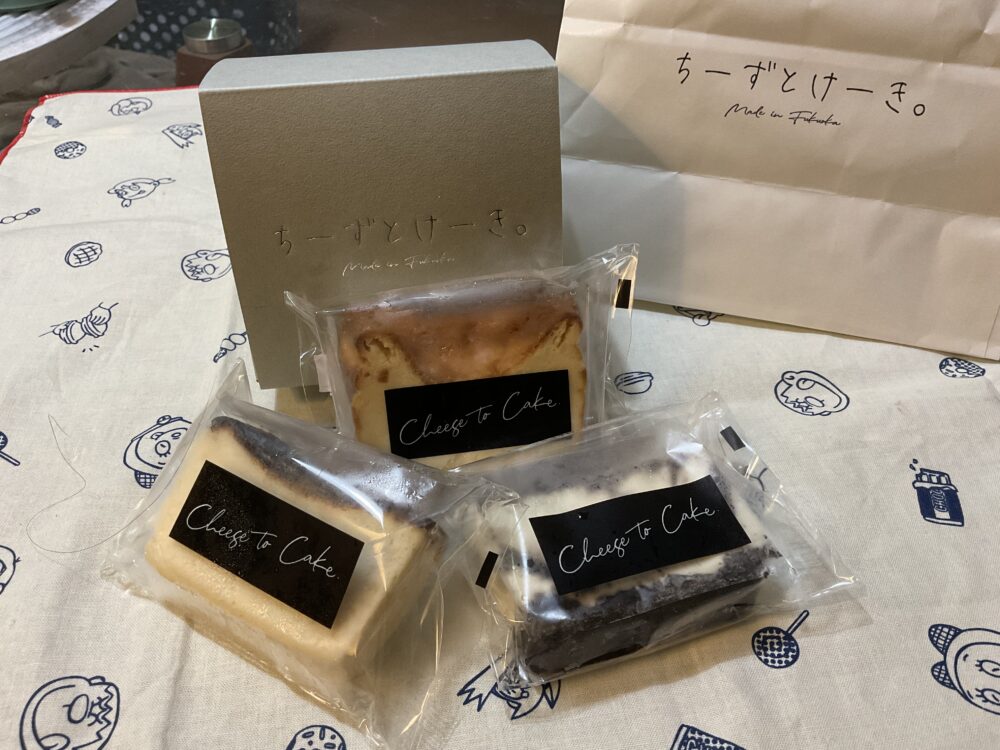 ちーずとけーき。
Made in Fukuoka
ちーずとけーき。
Made in Fukuoka
Cheese to Cake.
Cheese to Cake.
Cheese to Cake.
CHOC